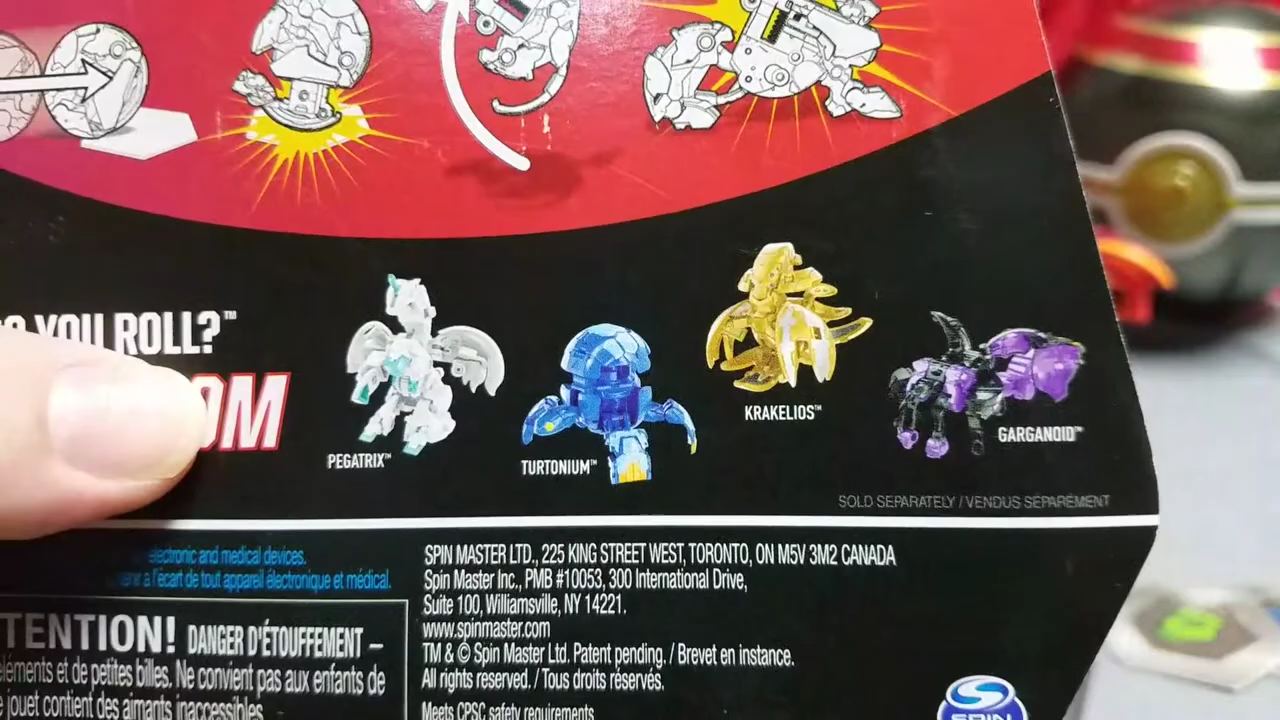 YOU ROLL?™
OM
PEGATRIX™
TURTONIUM™
KRAKELIOS™
GARGANOID™
SOLD SEPARATELY / VENDUS SÉPARÉMENT
electronic and medical devices.
à l'écart de tout appareil électronique et médical.
TENTION! DANGER D'ÉTOUFFEMENT –
éléments et de petites billes. Ne convient pas aux enfants de
jouet contient des aimants inaccessibles.
SPIN MASTER LTD., 225 KING STREET WEST, TORONTO, ON M5V 3M2 CANADA
Spin Master Inc., PMB #10053, 300 International Drive,
Suite 100, Williamsville, NY 14221.
www.spinmaster.com
TM & © Spin Master Ltd. Patent pending. / Brevet en instance.
All rights reserved. / Tous droits réservés.
Meets CPSC safety requirements
SPIN